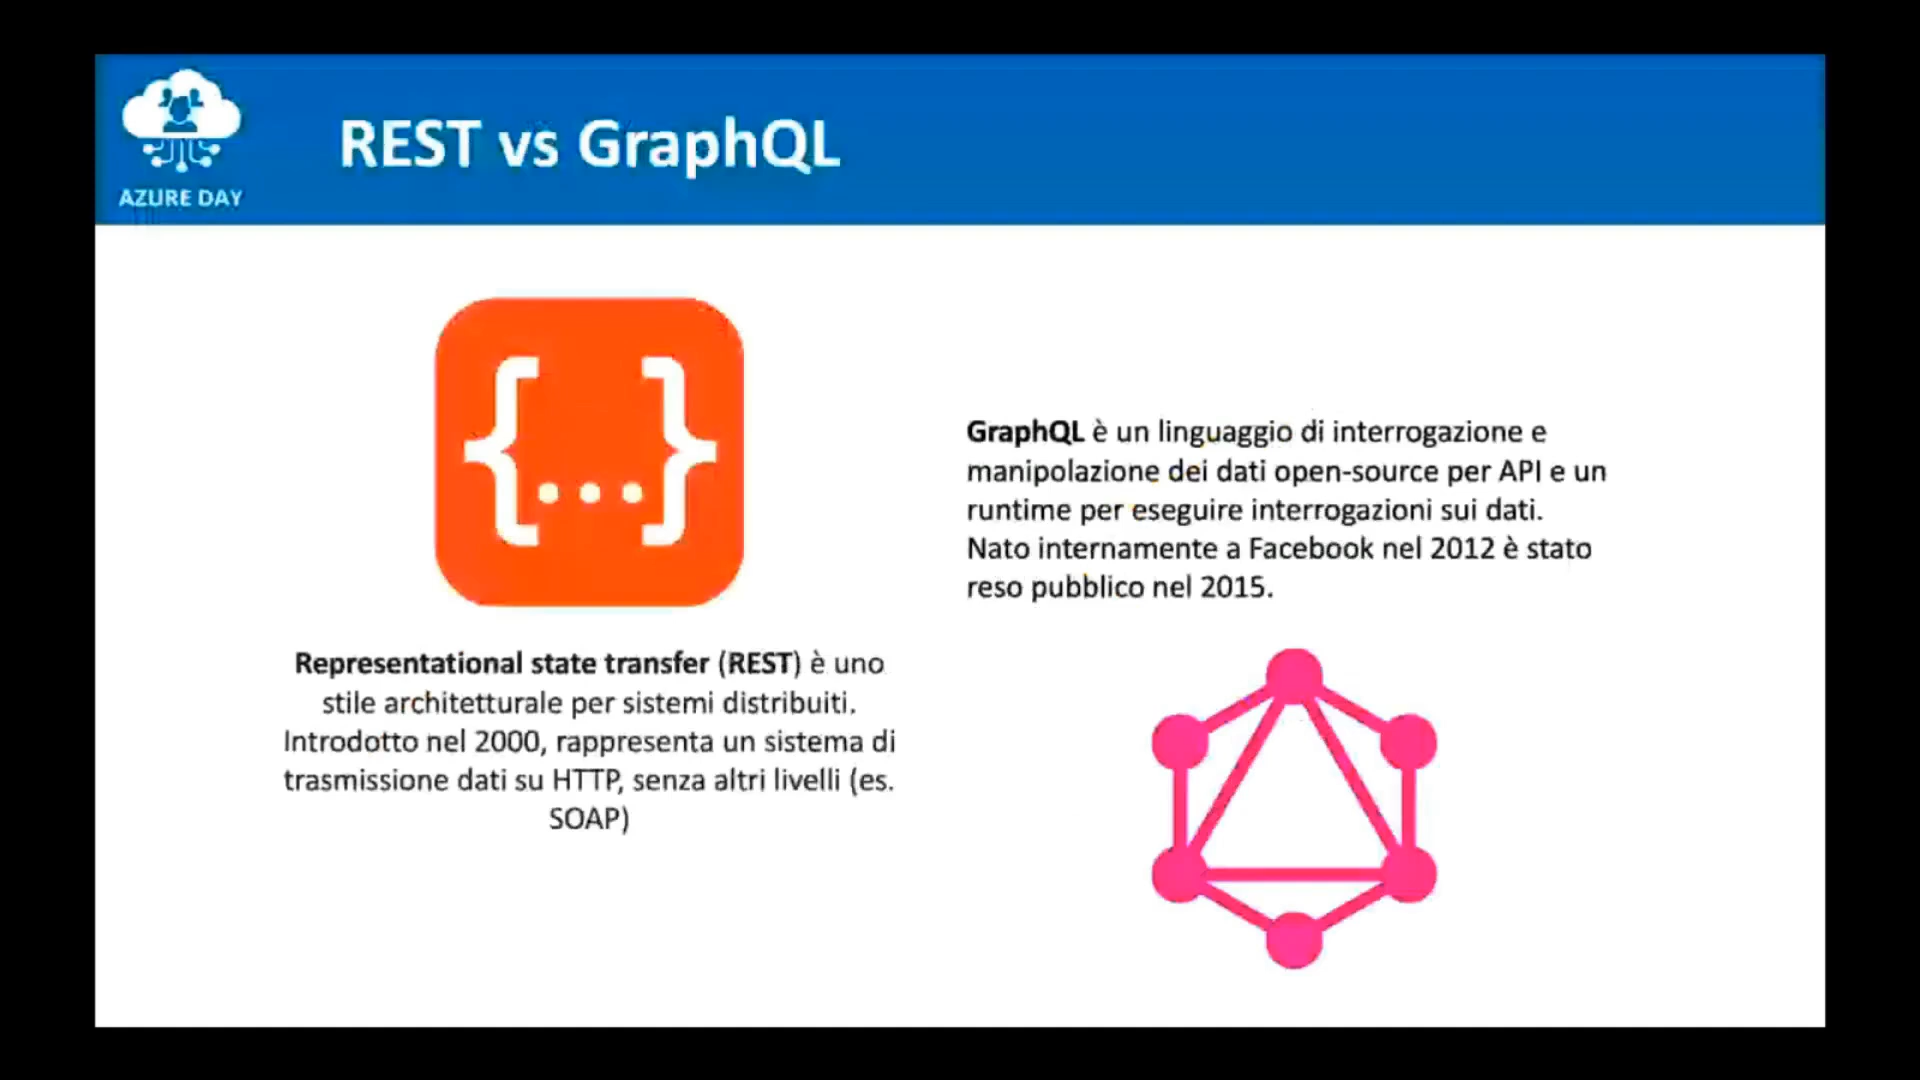 AZURE DAY
REST vs GraphQL
{...}
Representational state transfer (REST) è uno
stile architetturale per sistemi distribuiti.
Introdotto nel 2000, rappresenta un sistema di
trasmissione dati su HTTP, senza altri livelli (es.
SOAP)
GraphQL è un linguaggio di interrogazione e
manipolazione dei dati open-source per API e un
runtime per eseguire interrogazioni sui dati.
Nato internamente a Facebook nel 2012 è stato
reso pubblico nel 2015.